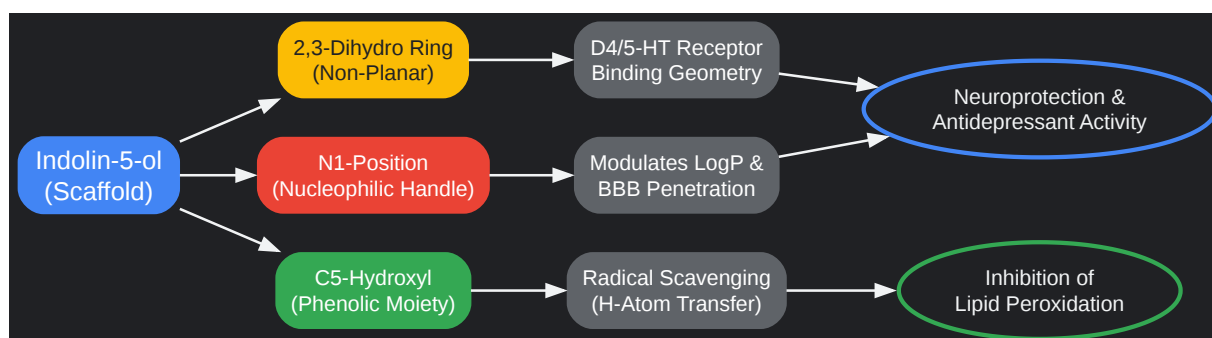 2,3-Dihydro Ring
(Non-Planar)
D4/5-HT Receptor
Binding Geometry
Neuroprotection &
Antidepressant Activity
Indolin-5-ol
(Scaffold)
N1-Position
(Nucleophilic Handle)
Modulates LogP &
BBB Penetration
C5-Hydroxyl
(Phenolic Moiety)
Radical Scavenging
(H-Atom Transfer)
Inhibition of
Lipid Peroxidation